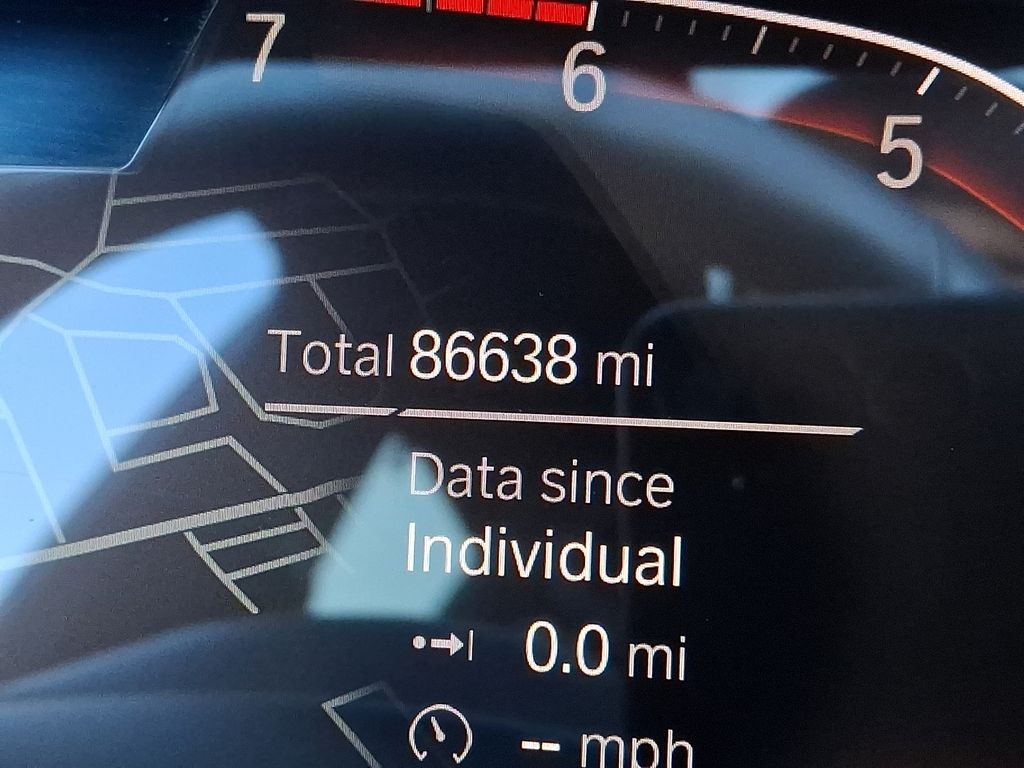 7
6
5
Total 86638 mi
Data since
Individual
0.0 mi
-- mph